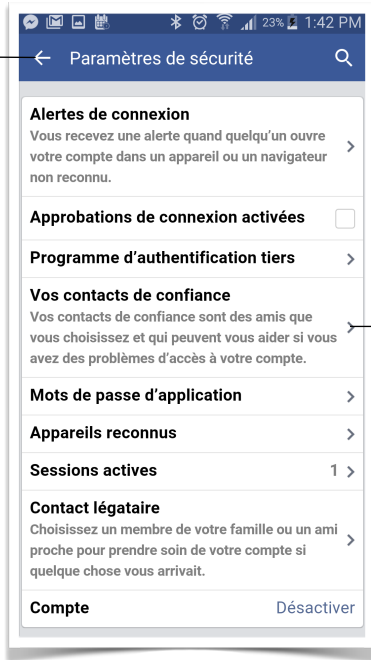 23% 1:42 PM
Paramètres de sécurité
Alertes de connexion
Vous recevez une alerte quand quelqu’un ouvre
votre compte dans un appareil ou un navigateur
non reconnu.
Approbations de connexion activées
Programme d’authentification tiers
Vos contacts de confiance
Vos contacts de confiance sont des amis que
vous choisissez et qui peuvent vous aider si vous
avez des problèmes d’accès à votre compte.
Mots de passe d’application
Appareils reconnus
Sessions actives 1
Contact légataire
Choisissez un membre de votre famille ou un ami
proche pour prendre soin de votre compte si
quelque chose vous arrivait.
Compte Désactiver